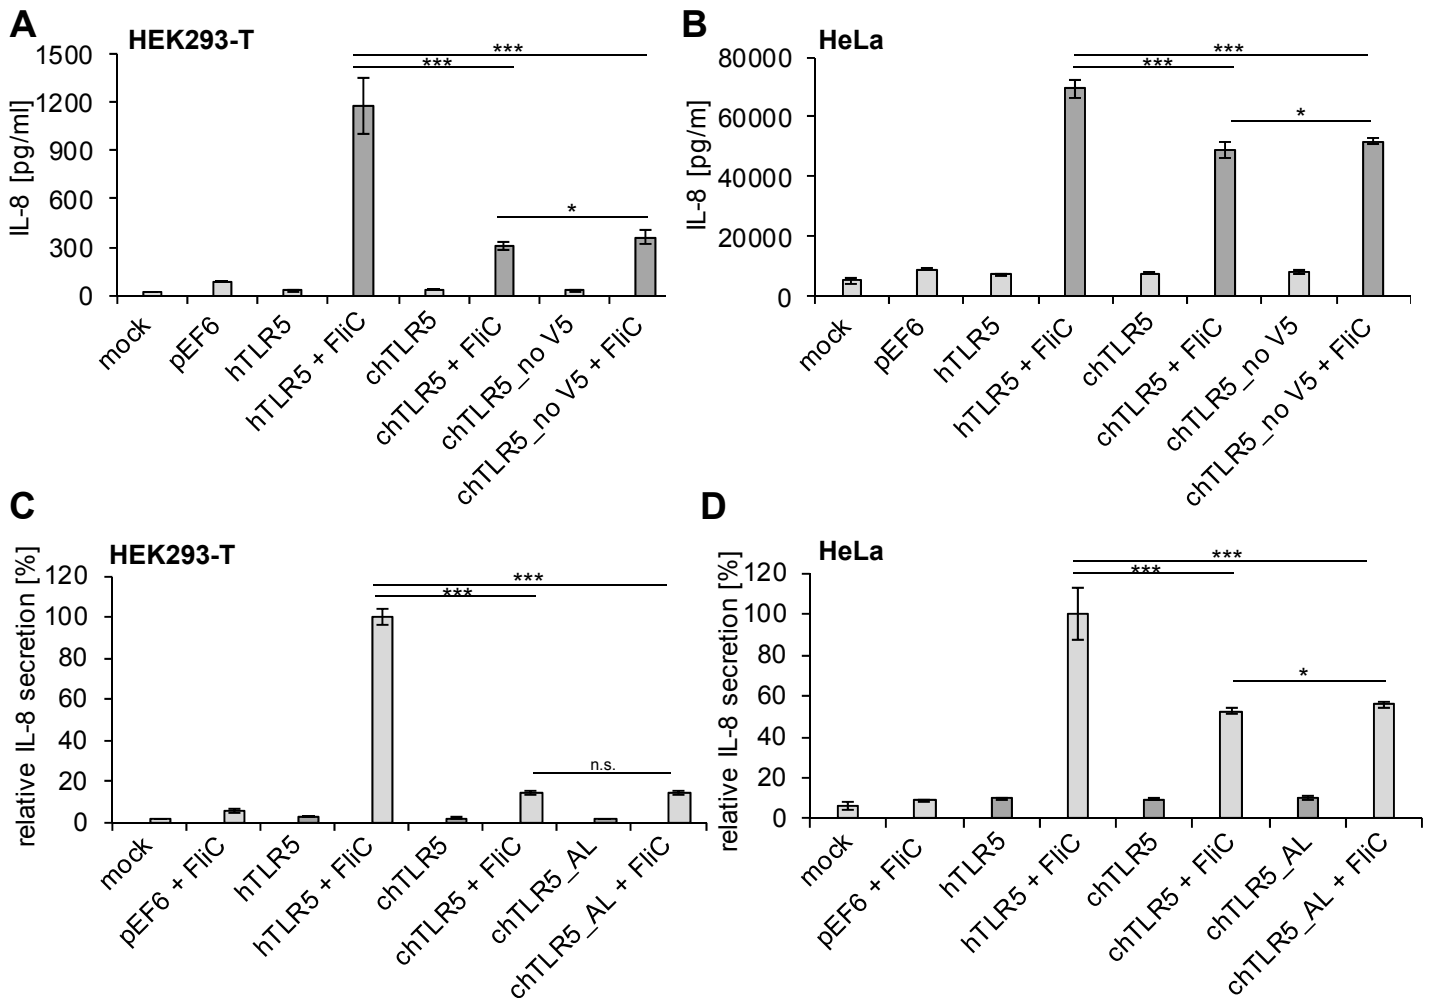 A
HEK293-T
IL-8 [pg/ml]
1500
1200
900
600
300
0
***
***
*
mock
pEF6
hTLR5
hTLR5 + FliC
chTLR5
chTLR5 + FliC
chTLR5_no V5
chTLR5_no V5 + FliC
B
HeLa
IL-8 [pg/ml]
80000
60000
40000
20000
0
***
***
*
mock
pEF6
hTLR5
hTLR5 + FliC
chTLR5
chTLR5 + FliC
chTLR5_no V5
chTLR5_no V5 + FliC
C
HEK293-T
relative IL-8 secretion [%]
120
100
80
60
40
20
0
***
***
n.s.
mock
pEF6 + FliC
hTLR5
hTLR5 + FliC
chTLR5
chTLR5 + FliC
chTLR5_AL
chTLR5_AL + FliC
D
HeLa
relative IL-8 secretion [%]
120
100
80
60
40
20
0
***
***
*
mock
pEF6 + FliC
hTLR5
hTLR5 + FliC
chTLR5
chTLR5 + FliC
chTLR5_AL
chTLR5_AL + FliC